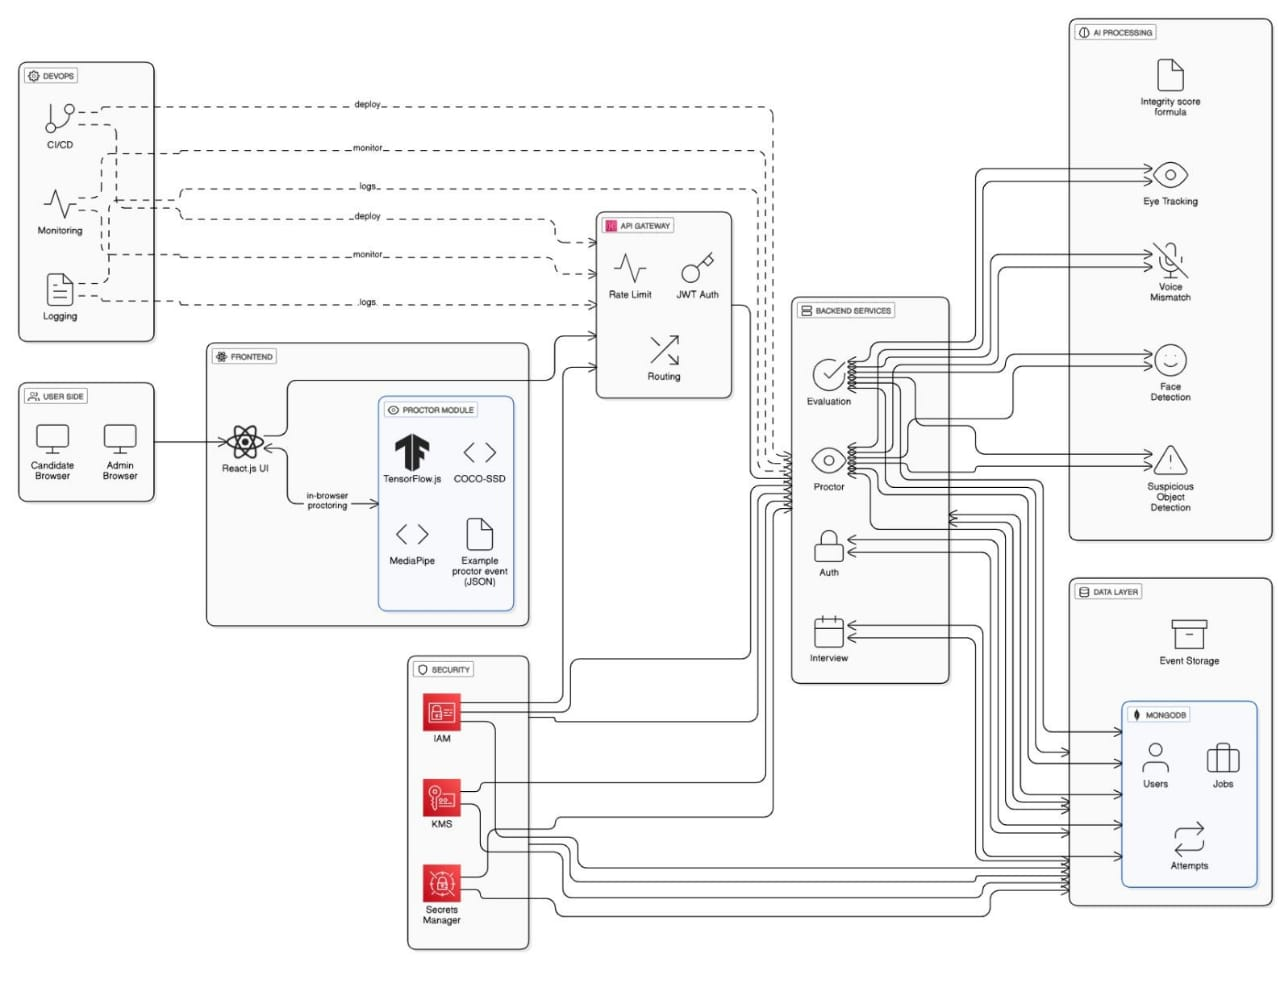 DEVOPS
CI/CD
Monitoring
Logging
deploy
monitor
logs
deploy
monitor
logs
USER SIDE
Candidate
Browser
Admin
Browser
FRONTEND
React.js UI
in-browser
proctoring
PROCTOR MODULE
TensorFlow.js
COCO-SSD
MediaPipe
Example
proctor event
(JSON)
API GATEWAY
Rate Limit
JWT Auth
Routing
SECURITY
IAM
KMS
Secrets
Manager
BACKEND SERVICES
Evaluation
Proctor
Auth
Interview
AI PROCESSING
Integrity score
formula
Eye Tracking
Voice
Mismatch
Face
Detection
Suspicious
Object
Detection
DATA LAYER
Event Storage
MONGODB
Users
Jobs
Attempts